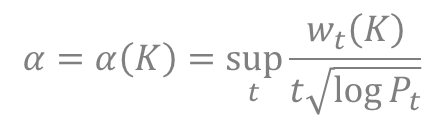 α = α(K) = sup_t w_t(K) / (t√(log P_t))